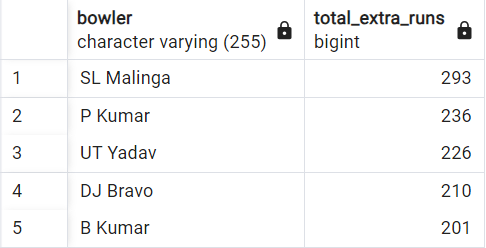 bowler total_extra_runs
character varying (255) bigint
1 SL Malinga 293
2 P Kumar 236
3 UT Yadav 226
4 DJ Bravo 210
5 B Kumar 201